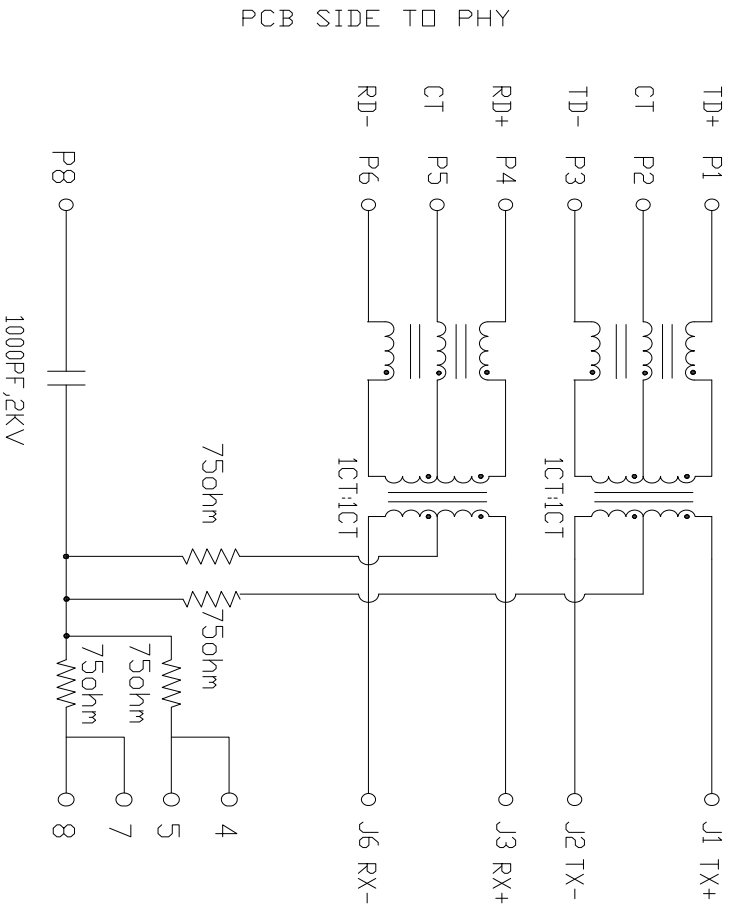 PCB SIDE TO PHY
TD+ P1
CT P2
TD- P3
RD+ P4
CT P5
RD- P6
P8
1CT:1CT
1CT:1CT
75ohm
75ohm
75ohm
75ohm
1000PF,2KV
J1 TX+
J2 TX-
J3 RX+
J6 RX-
4
5
7
8